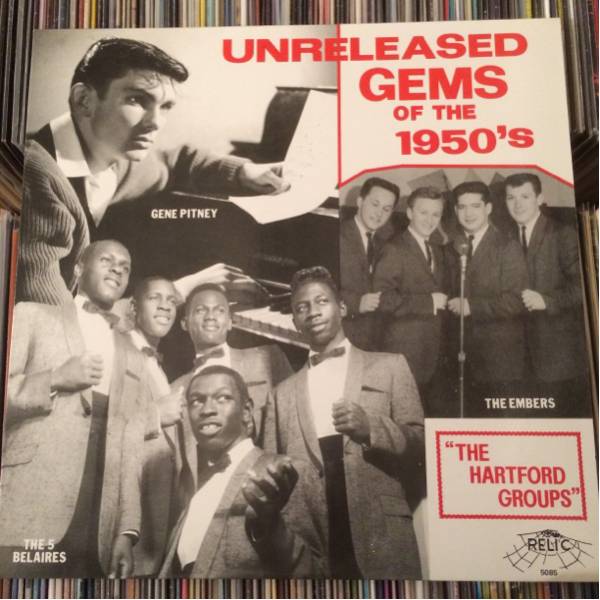 UNRELEASED
GEMS
OF THE
1950's
GENE PITNEY
THE EMBERS
"THE
HARTFORD
GROUPS"
THE 5
BELAIRES
RELIC
5085